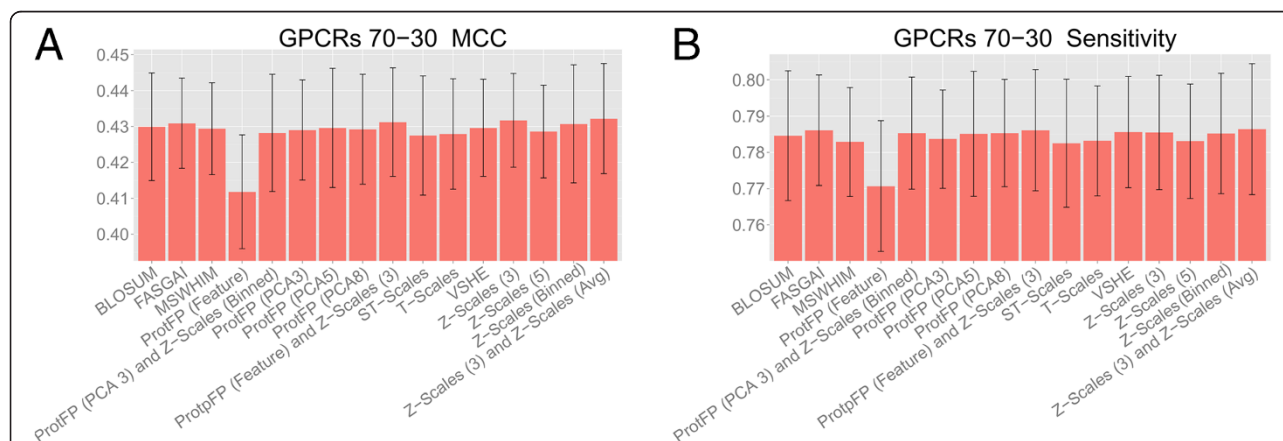 A
GPCRs 70-30 MCC
0.45
0.44
0.43
0.42
0.41
0.40
BLOSUM
FASGAI
MSWHIM
ProtFP (Feature)
ProtFP (PCA 3) and Z-Scales (Binned)
ProtFP (PCA3)
ProtFP (PCA5)
ProtFP (PCA8)
ProtpFP (Feature) and Z-Scales (3)
ST-Scales
T-Scales
VSHE
Z-Scales (3)
Z-Scales (5)
Z-Scales (Binned)
Z-Scales (3) and Z-Scales (Avg)
B
GPCRs 70-30 Sensitivity
0.80
0.79
0.78
0.77
0.76
BLOSUM
FASGAI
MSWHIM
ProtFP (Feature)
ProtFP (PCA 3) and Z-Scales (Binned)
ProtFP (PCA3)
ProtFP (PCA5)
ProtFP (PCA8)
ProtpFP (Feature) and Z-Scales (3)
ST-Scales
T-Scales
VSHE
Z-Scales (3)
Z-Scales (5)
Z-Scales (Binned)
Z-Scales (3) and Z-Scales (Avg)